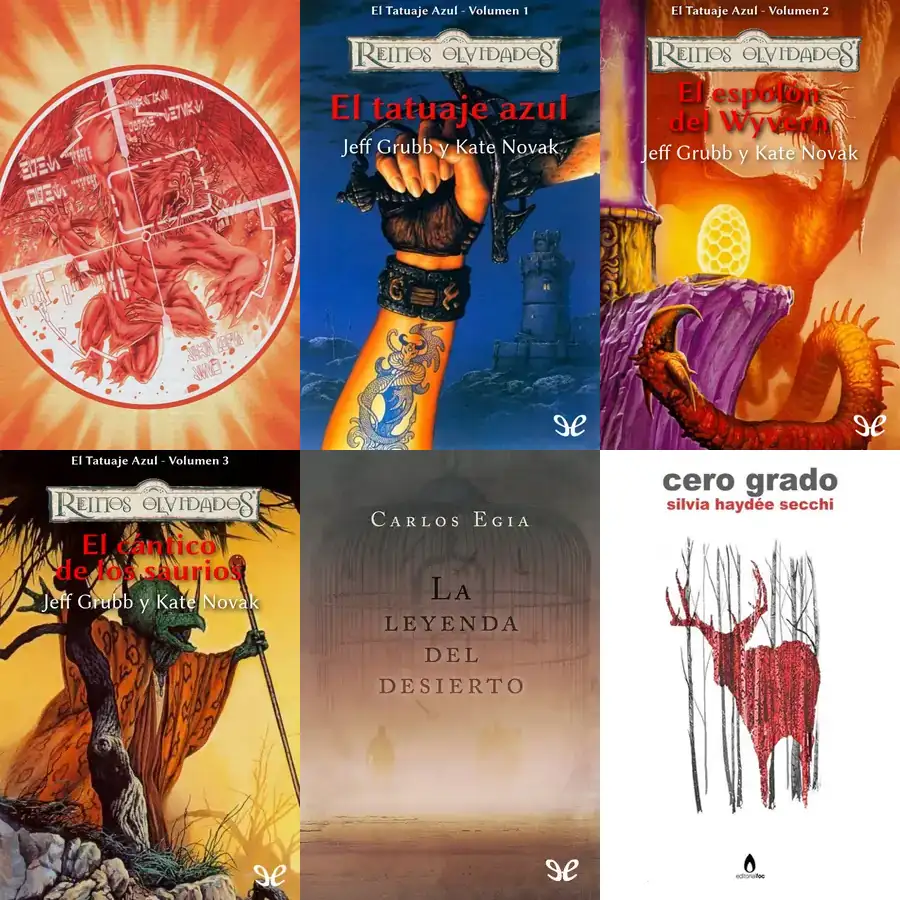 El Tatuaje Azul - Volumen 1
REINOS OLVIDADOS
El tatuaje azul
Jeff Grubb y Kate Novak
El Tatuaje Azul - Volumen 2
REINOS OLVIDADOS
El espolón
del Wyvern
Jeff Grubb y Kate Novak
El Tatuaje Azul - Volumen 3
REINOS OLVIDADOS
El cántico
de los saurios
Jeff Grubb y Kate Novak
CARLOS EGIA
LA
LEYENDA
DEL
DESIERTO
cero grado
silvia haydée secchi
editorialfoc